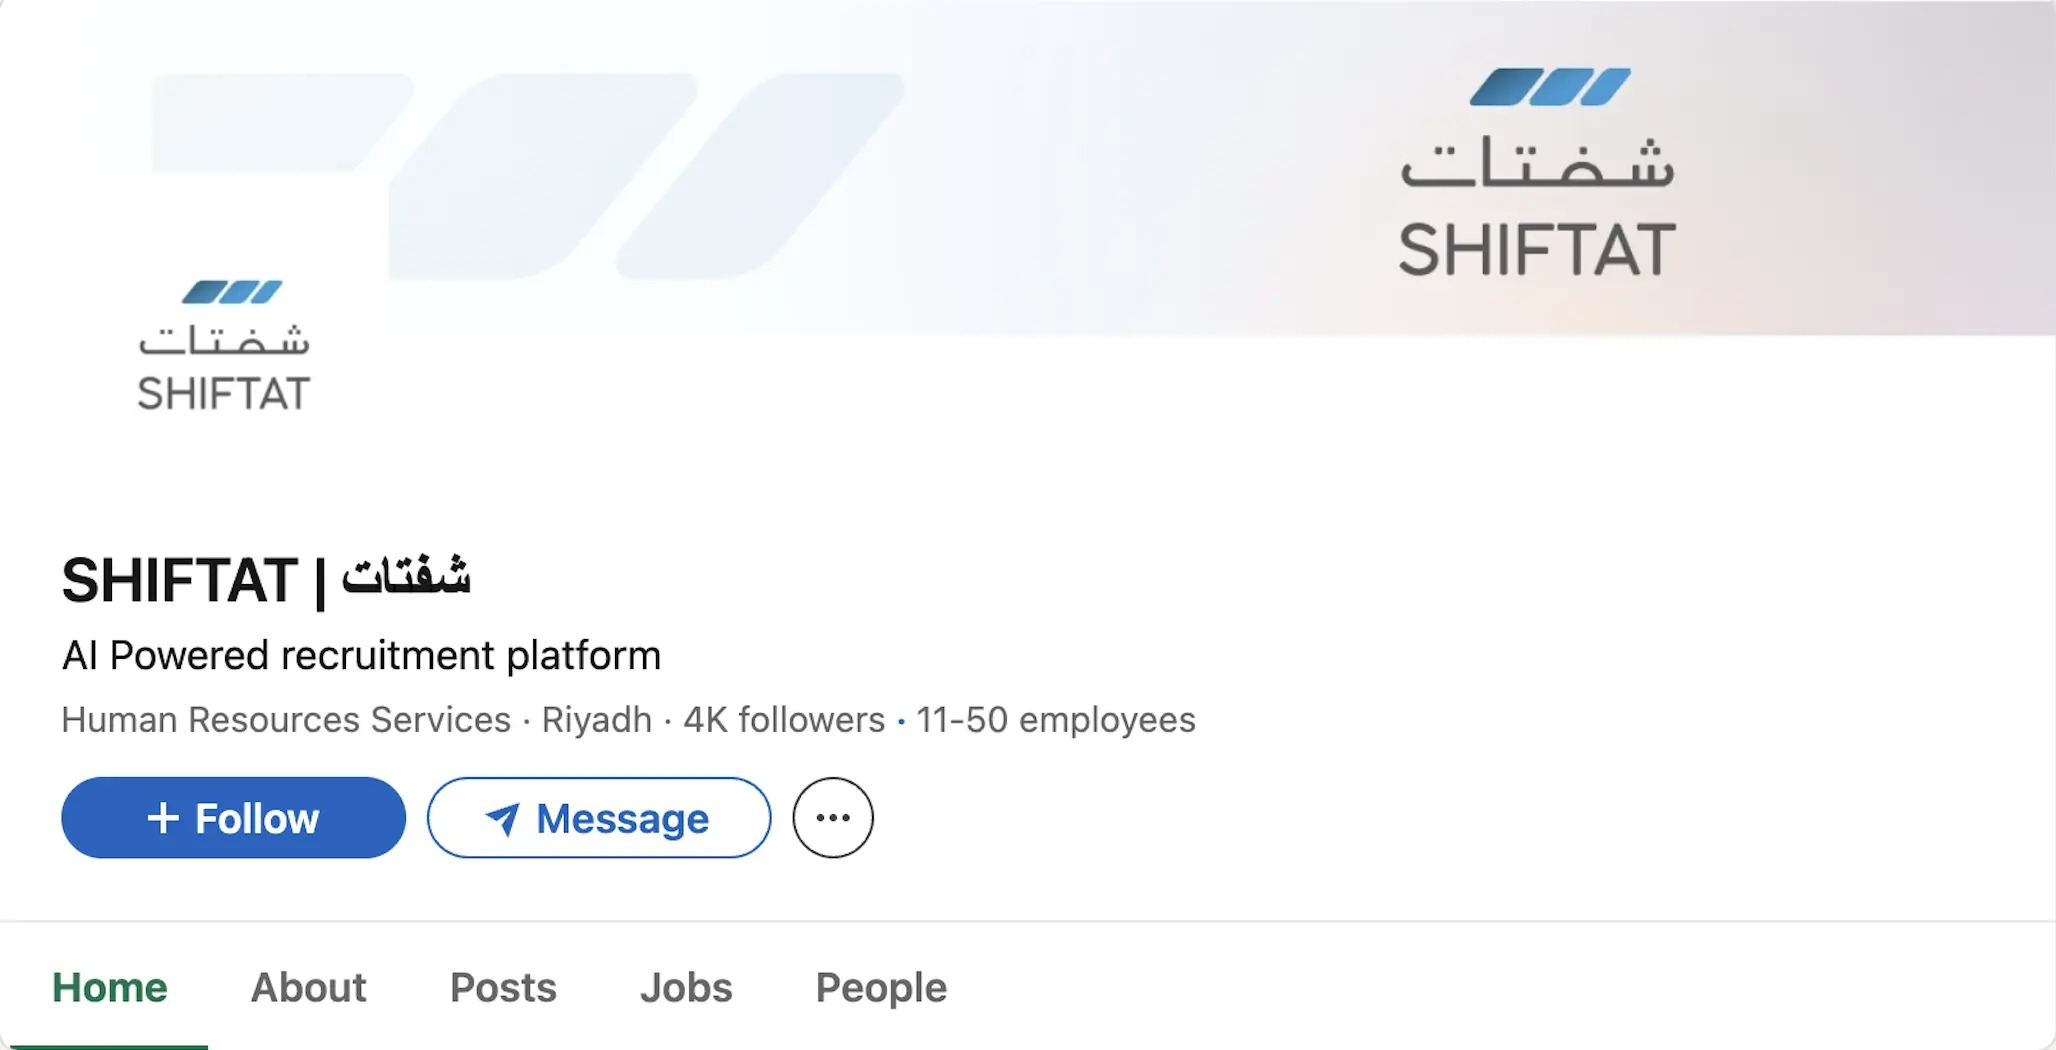 شفتات
SHIFTAT
شفتات
SHIFTAT
SHIFTAT | شفتات
AI Powered recruitment platform
Human Resources Services · Riyadh · 4K followers · 11-50 employees
+ Follow
Message
Home About Posts Jobs People